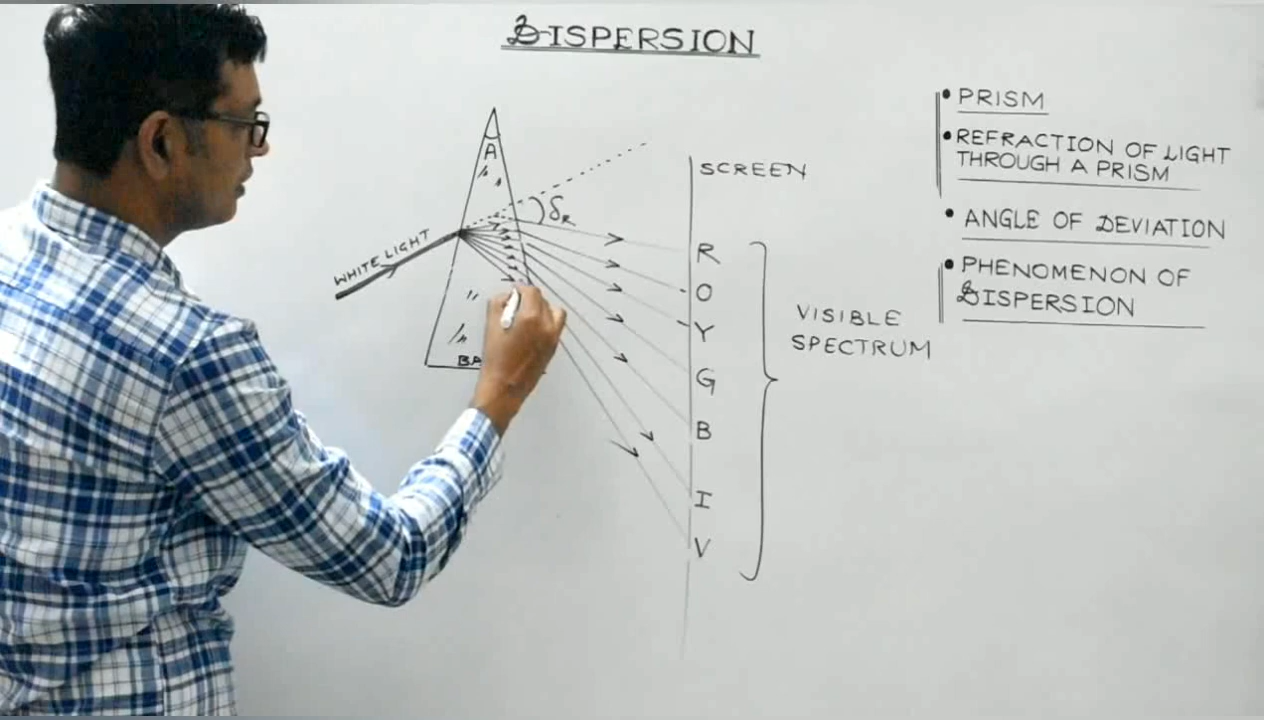 DISPERSION
A
δR
WHITE LIGHT
BA
SCREEN
R
O
Y
G
B
I
V
VISIBLE
SPECTRUM
• PRISM
• REFRACTION OF LIGHT
THROUGH A PRISM
• ANGLE OF DEVIATION
• PHENOMENON OF
DISPERSION